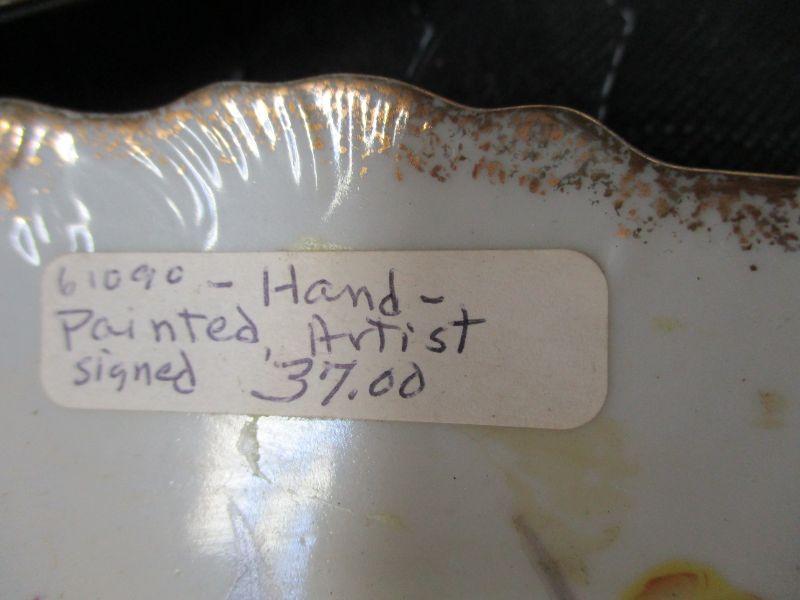 61090 - Hand-
Painted, Artist
signed 37.00